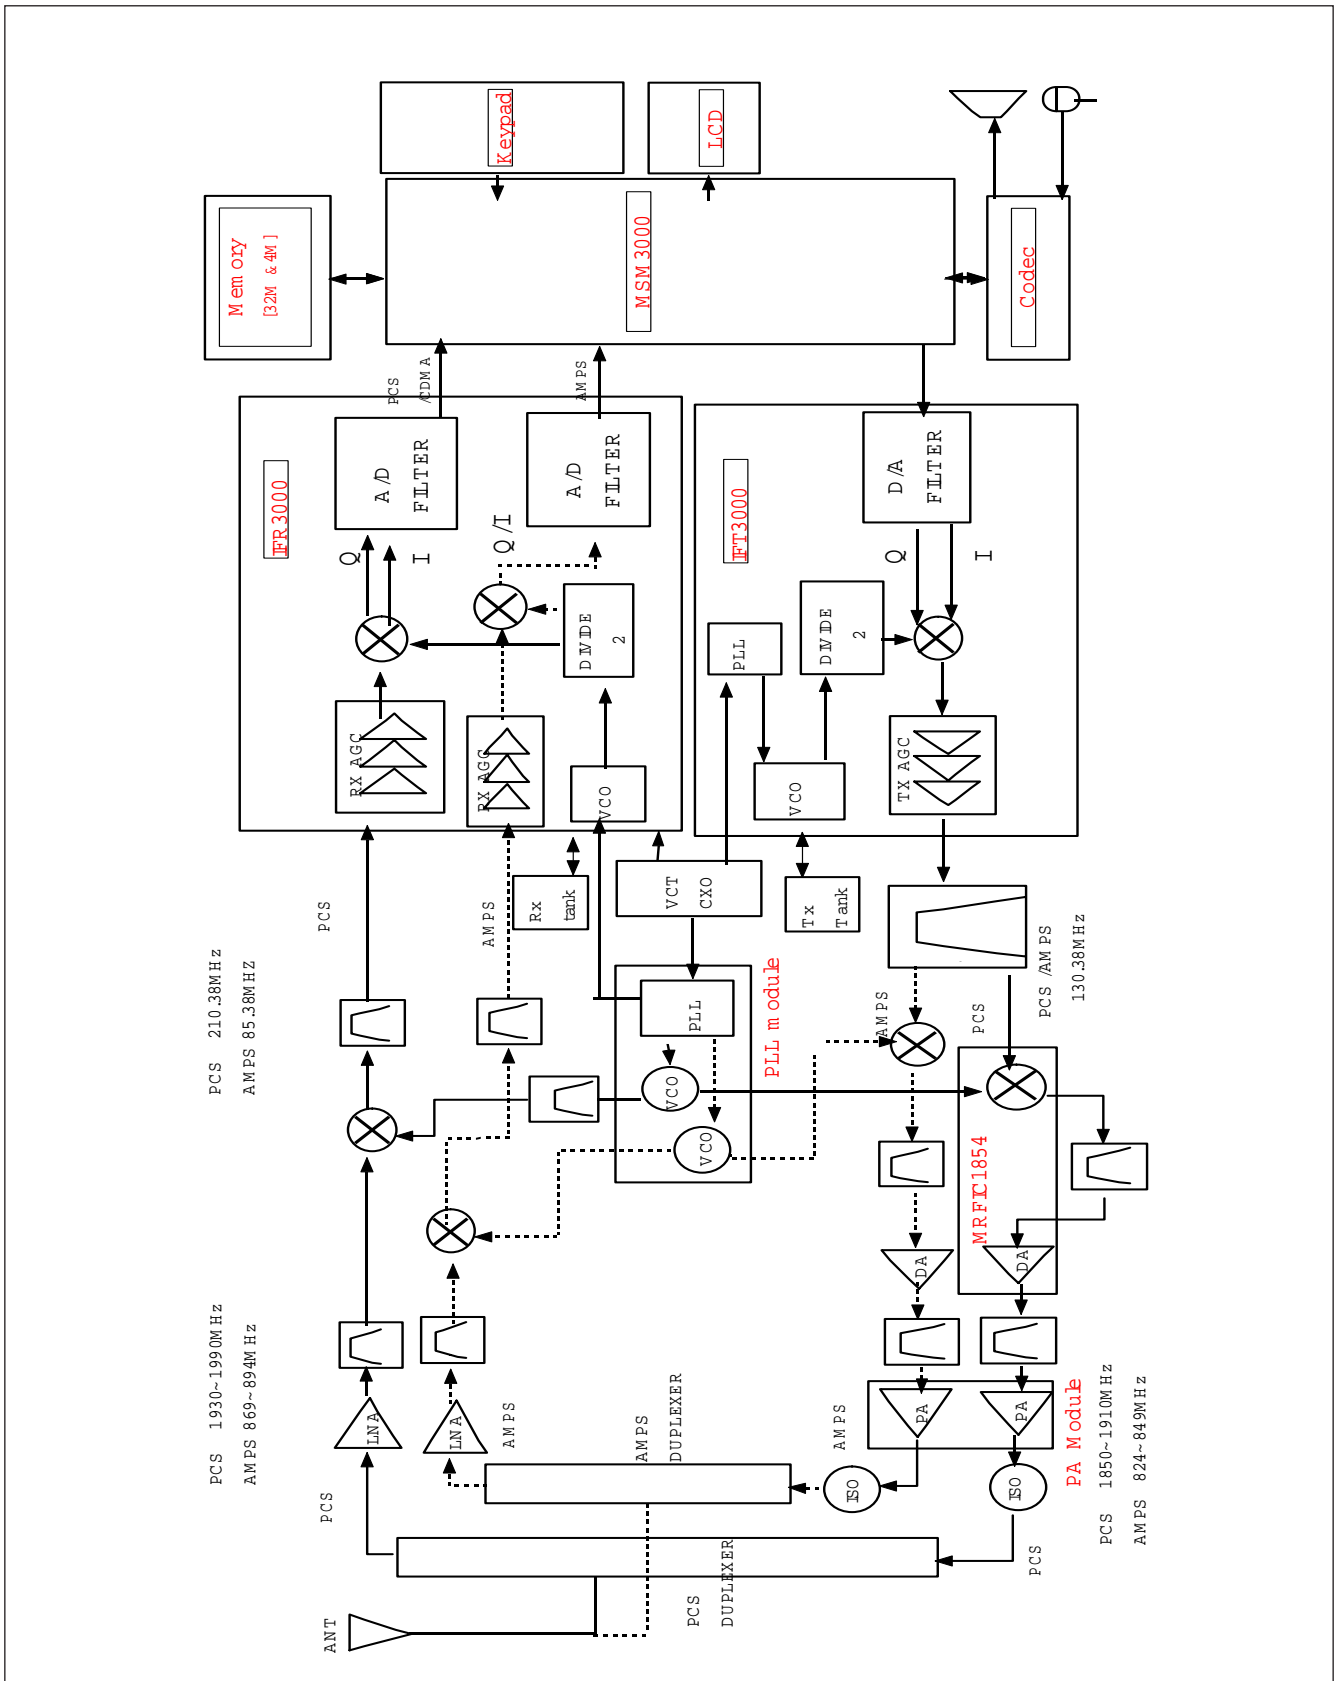 Keypad
LCD
Memory
[32M & 4M]
MSM3000
Codec
PCS
/CDMA
AMPS
IFR3000
A/D
FILTER
A/D
FILTER
IFT3000
D/A
FILTER
Q
I
Q/I
Q
I
DIVIDE
2
PLL
DIVIDE
2
RX AGC
RX AGC
VCO
VCO
TX AGC
PCS
AMPS
Rx
tank
VCT
CXO
Tx
Tank
PCS 210.38MHz
AMPS 85.38MHZ
PLL
VCO
VCO
PLL module
AMPS
PCS
PCS/AMPS
130.38MHz
MRFIC1854
DA
DA
PCS 1930~1990MHz
AMPS 869~894MHz
LNA
LNA
AMPS
AMPS
DUPLEXER
AMPS
PA
PA
PA Module
ISO
ISO
PCS 1850~1910MHz
AMPS 824~849MHz
PCS
PCS
PCS
DUPLEXER
ANT